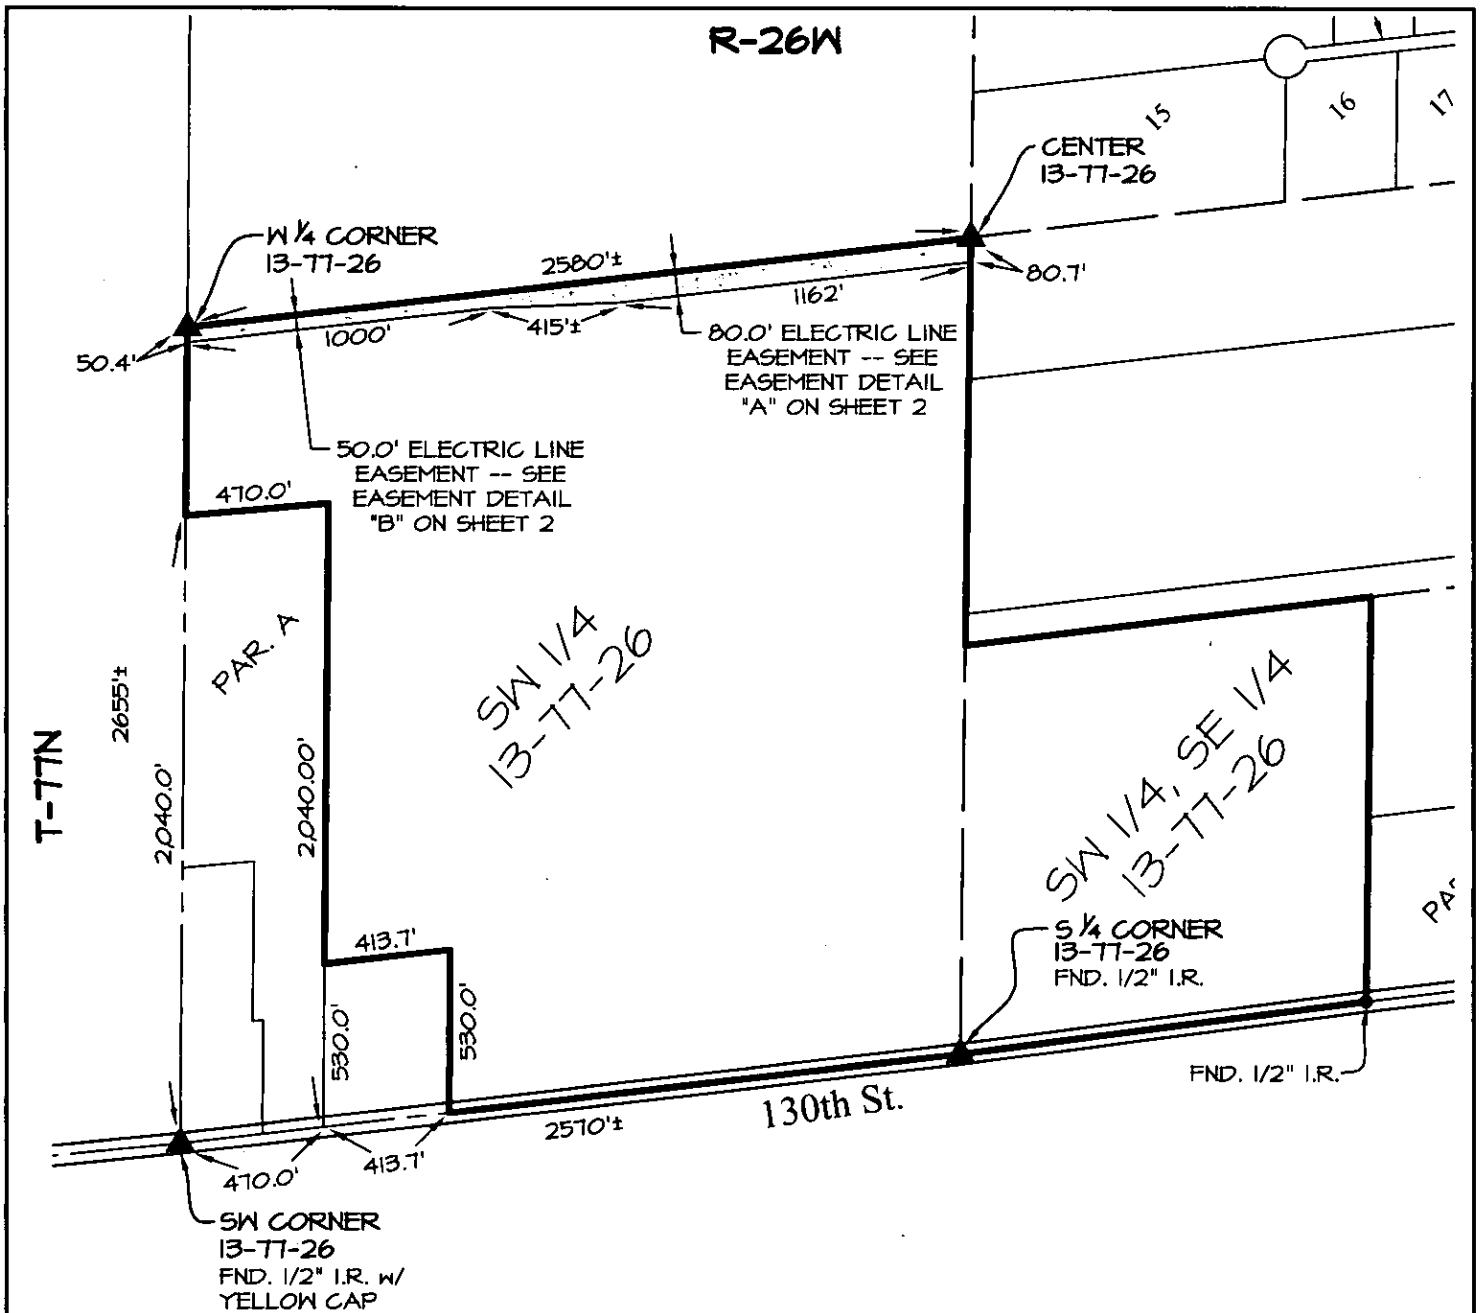 R-26W
15
16
17
CENTER
13-77-26
W 1/4 CORNER
13-77-26
2580'±
80.7'
1162'
415'±
1000'
50.4'
80.0' ELECTRIC LINE
EASEMENT -- SEE
EASEMENT DETAIL
"A" ON SHEET 2
50.0' ELECTRIC LINE
EASEMENT -- SEE
EASEMENT DETAIL
"B" ON SHEET 2
470.0'
PAR. A
SW 1/4
13-77-26
2655'±
T-77N
2,040.0'
2,040.00'
SW 1/4, SE 1/4
13-77-26
413.7'
530.0'
530.0'
S 1/4 CORNER
13-77-26
FND. 1/2" I.R.
FND. 1/2" I.R.
130th St.
2570'±
413.7'
470.0'
SW CORNER
13-77-26
FND. 1/2" I.R. W/
YELLOW CAP